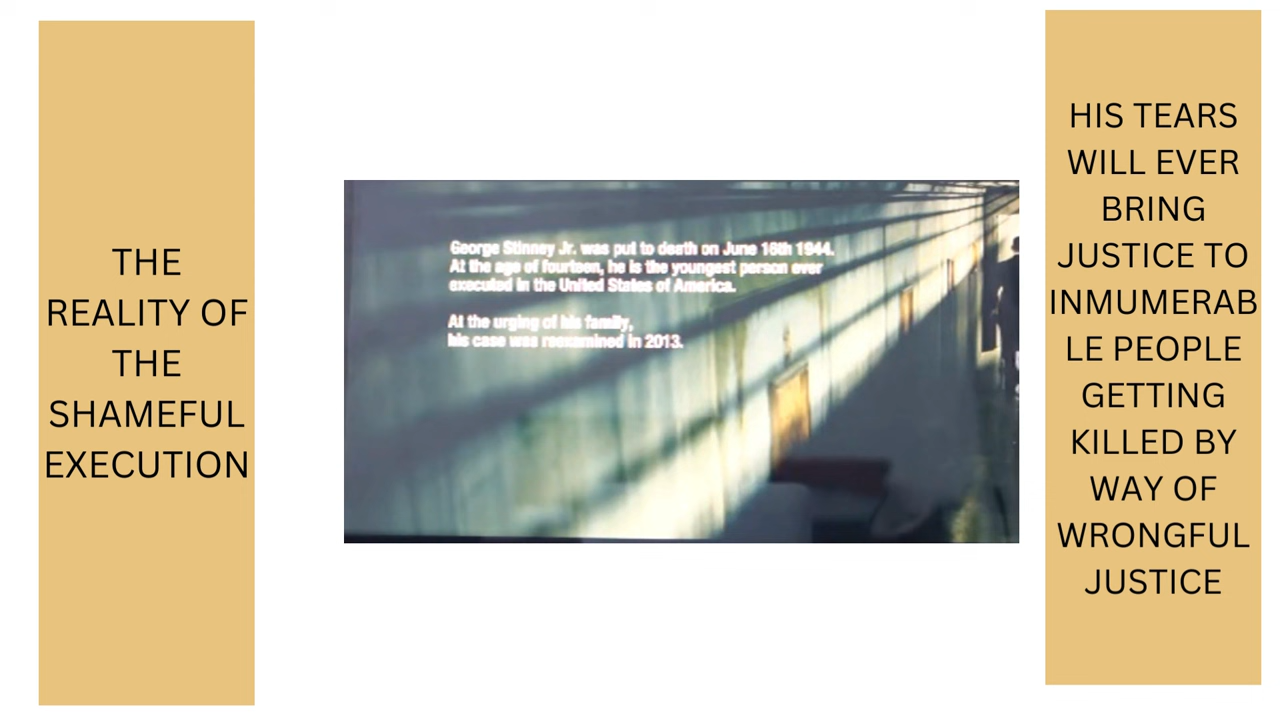 THE
REALITY OF
THE
SHAMEFUL
EXECUTION
George Stinney Jr. was put to death on June 16th 1944.
At the age of fourteen, he is the youngest person ever
executed in the United States of America.
At the urging of his family,
his case was reexamined in 2013.
HIS TEARS
WILL EVER
BRING
JUSTICE TO
INMUMERAB
LE PEOPLE
GETTING
KILLED BY
WAY OF
WRONGFUL
JUSTICE